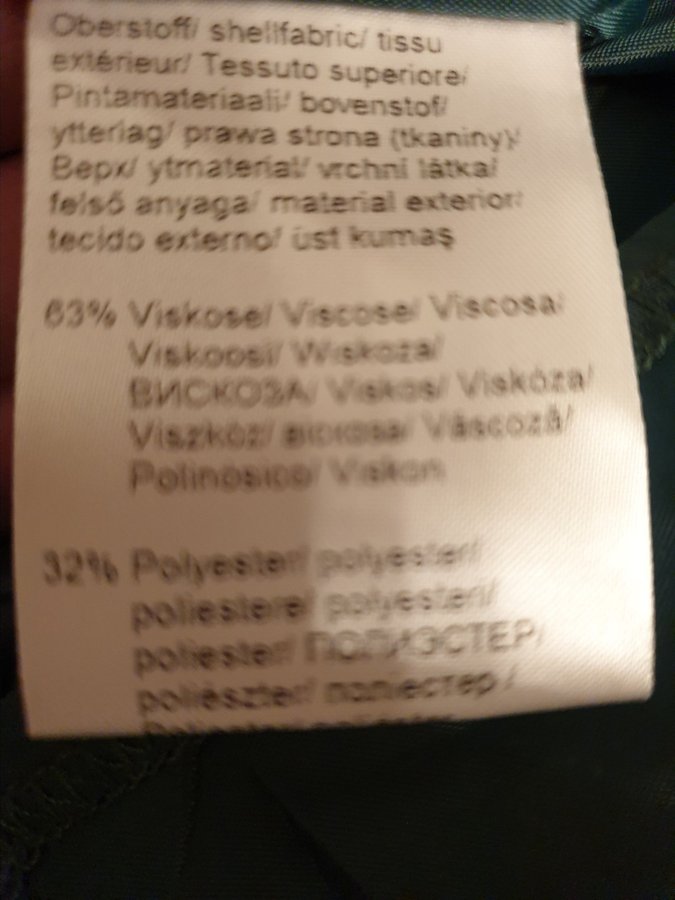 Oberstoff/ shellfabric/ tissu
extérieur/ Tessuto superiore/
Pintamateriaali/ bovenstof/
ytterlag/ prawa strona (tkaniny)/
Верх/ ytmaterial/ vrchní látka/
felső anyaga/ material exterior/
tecido externo/ üst kumaş
63% Viskose/ Viscose/ Viscosa/
Viskoosi/ Wiskoza/
ВИСКОЗА/ Viskos/ Viskóza/
Viszkóz/ Vâscoză/
Polinosico/ Viskon
32% Polyester/ polyester/
poliestere/ polyesteri/
poliester/ ПОЛИЭСТЕР/
poliészter/ поліестер /